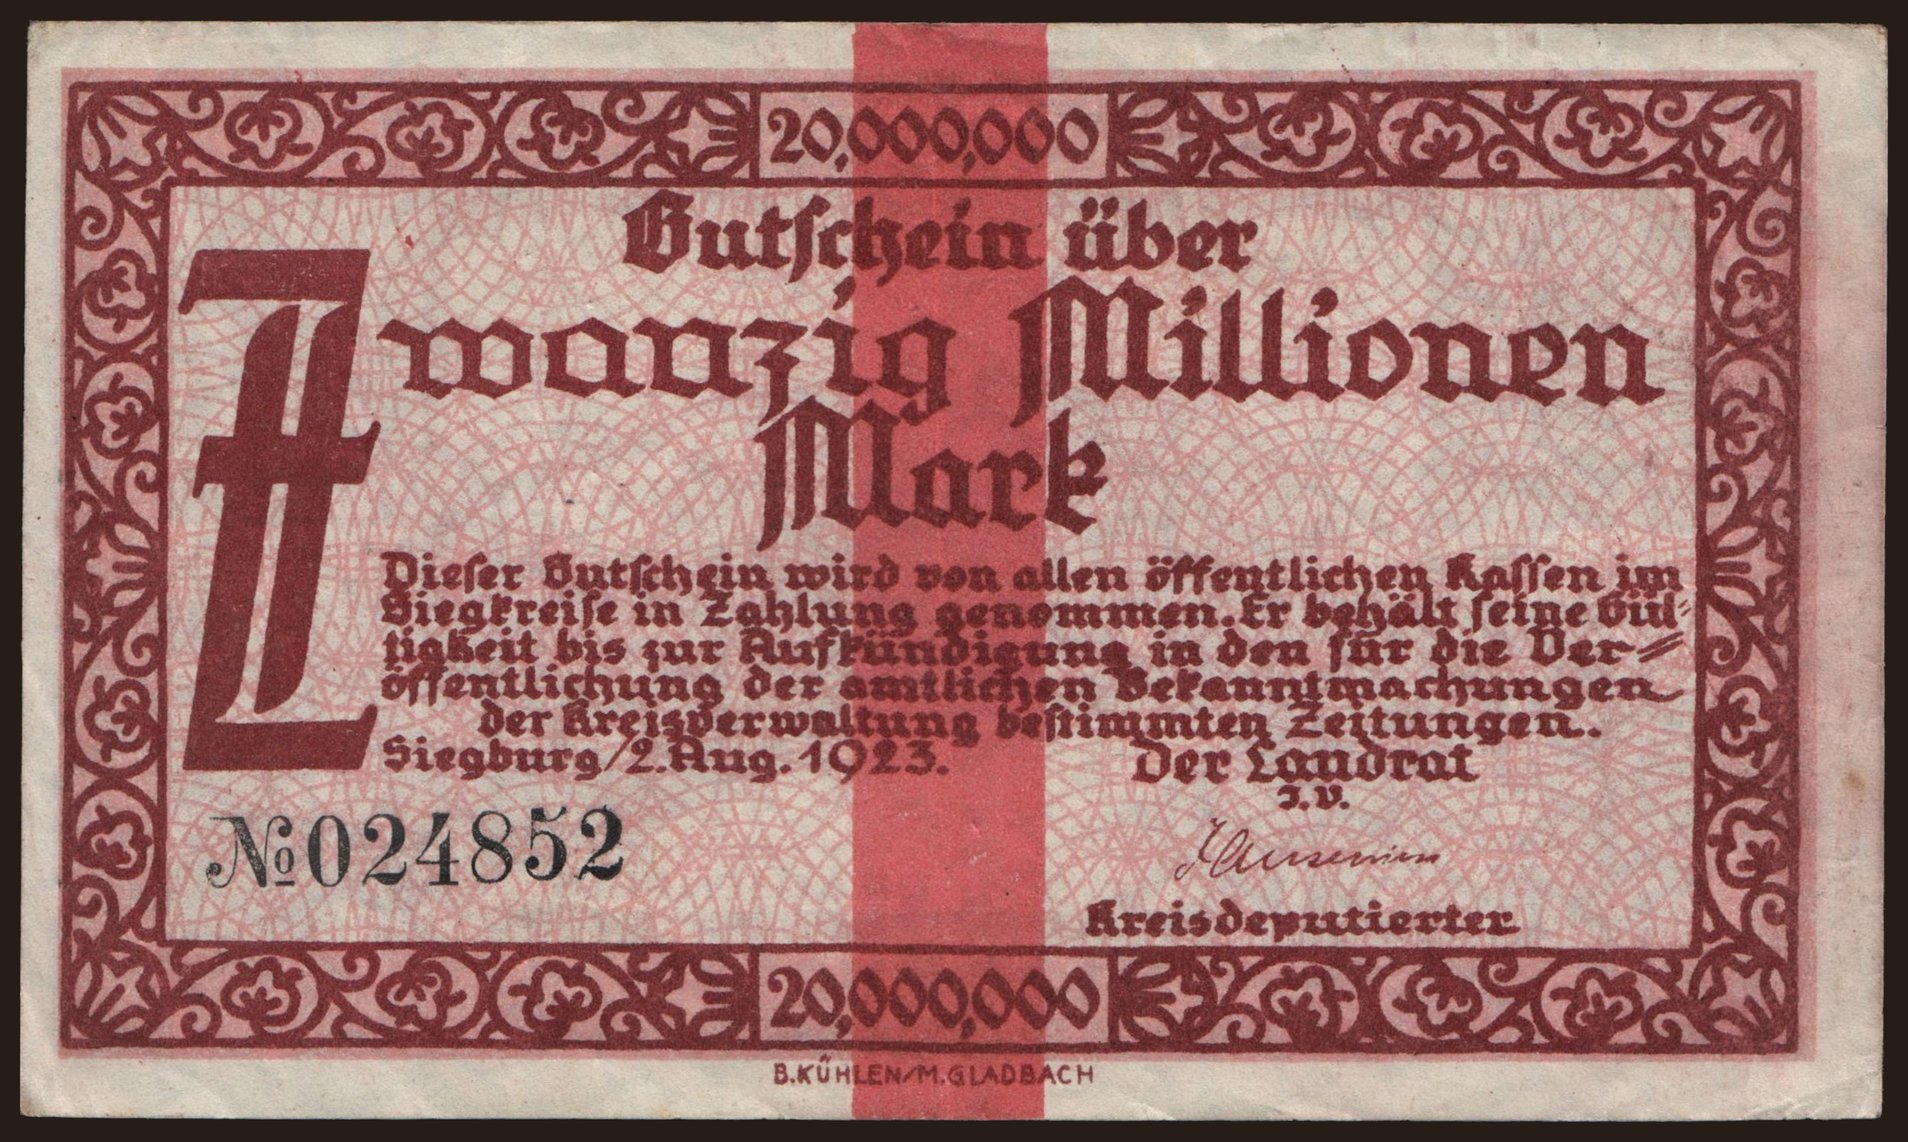 20,000,000
Gutschein über
Zwanzig Millionen
Mark
Dieser Gutschein wird von allen öffentlichen Kassen im
Siegkreise in Zahlung genommen. Er behält seine Gül=
tigkeit bis zur Aufkündigung in den für die Ver=
öffentlichung der amtlichen Bekanntmachungen
der Kreisverwaltung bestimmten Zeitungen.
Siegburg, 2. Aug. 1923. Der Landrat
J.V.
№ 024852
Kreisdeputierter
20,000,000
B.KÜHLEN/M.GLADBACH